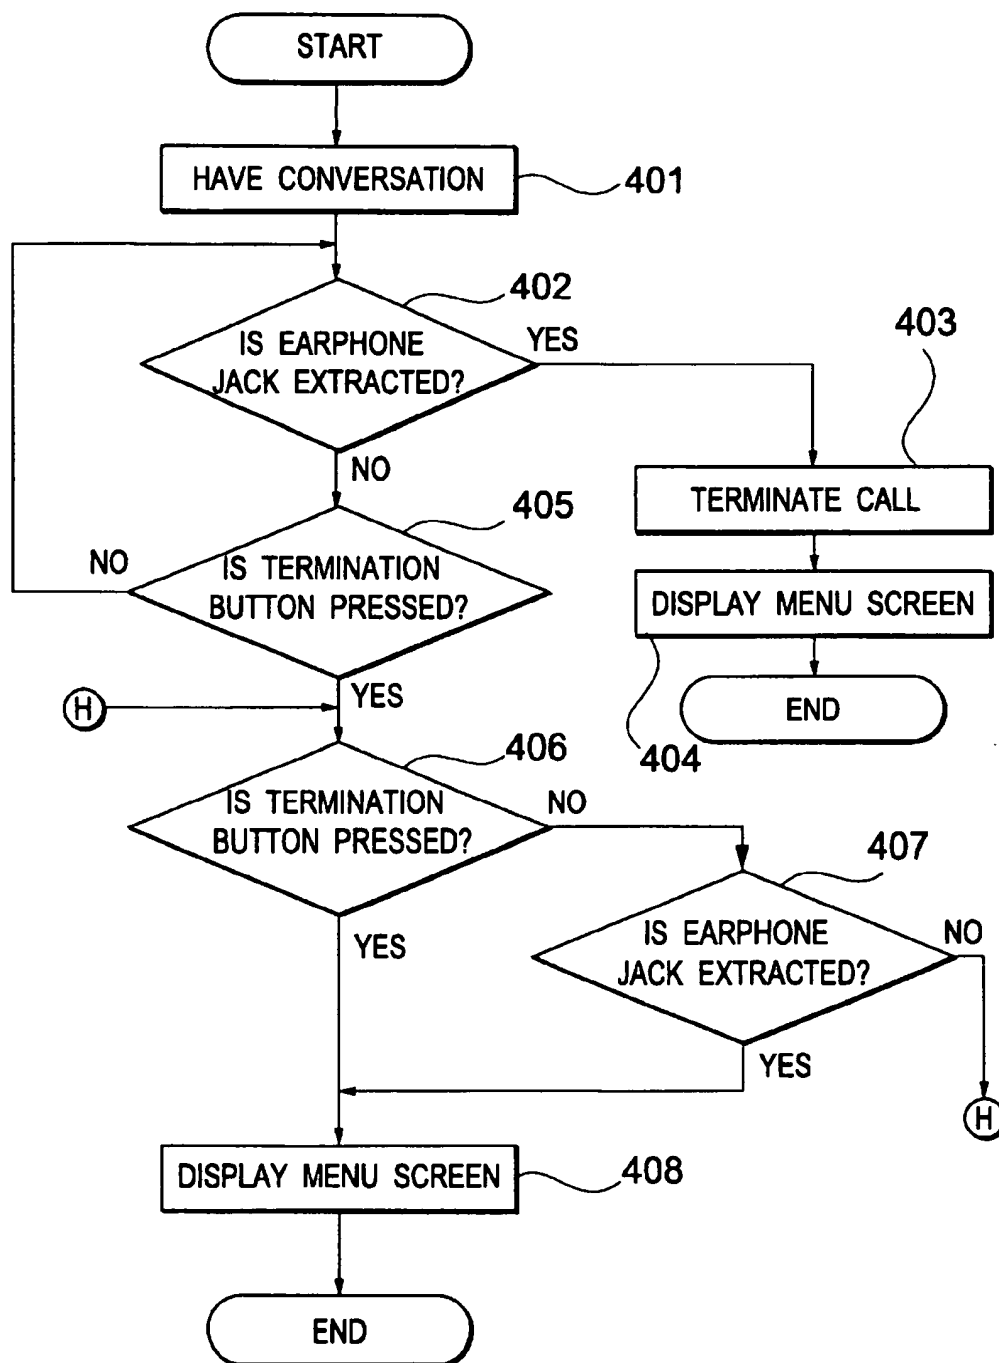 START
HAVE CONVERSATION
401
402
IS EARPHONE
JACK EXTRACTED?
YES
403
NO
TERMINATE CALL
405
NO
IS TERMINATION
BUTTON PRESSED?
DISPLAY MENU SCREEN
YES
H
END
404
406
IS TERMINATION
BUTTON PRESSED?
NO
407
YES
IS EARPHONE
JACK EXTRACTED?
NO
YES
H
DISPLAY MENU SCREEN
408
END